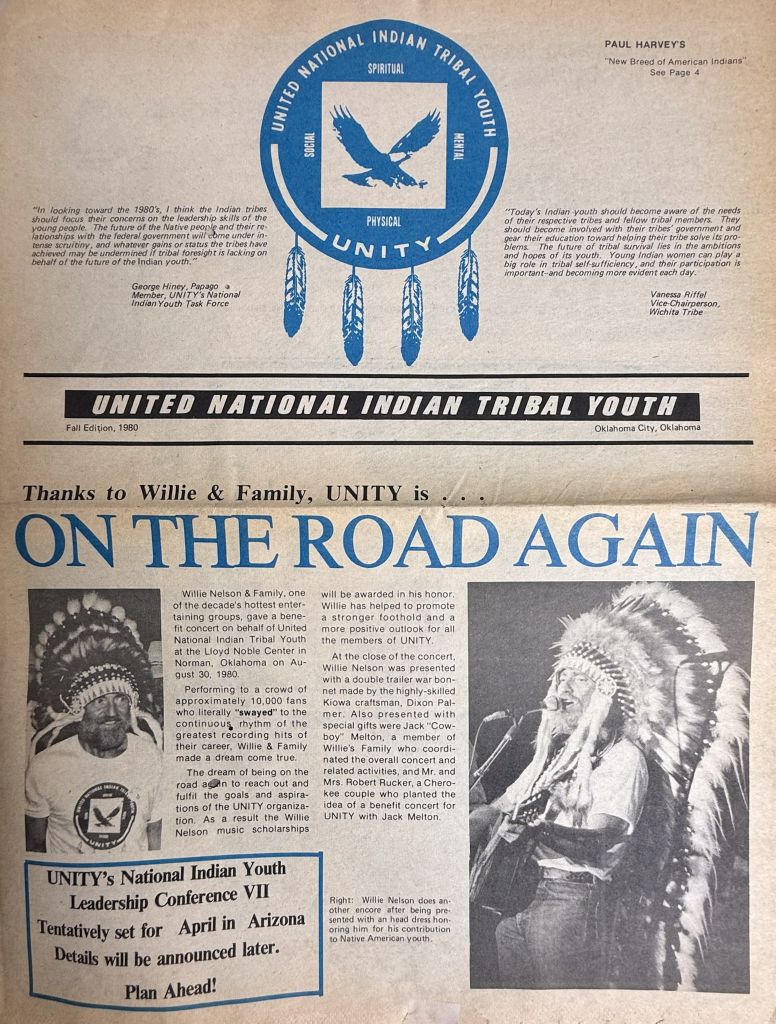 UNITED NATIONAL INDIAN TRIBAL YOUTH
SPIRITUAL
SOCIAL
MENTAL
PHYSICAL
UNITY
PAUL HARVEY'S
"New Breed of American Indians"
See Page 4
"In looking toward the 1980's, I think the Indian tribes
should focus their concerns on the leadership skills of the
young people. The future of the Native people and their re-
lationships with the federal government will come under in-
tense scrutiny, and whatever gains or status the tribes have
achieved may be undermined if tribal foresight is lacking on
behalf of the future of the Indian youth."
George Hiney, Papago
Member, UNITY's National
Indian Youth Task Force
"Today's Indian youth should become aware of the needs
of their respective tribes and fellow tribal members. They
should become involved with their tribes' government and
gear their education toward helping their tribe solve its pro-
blems. The future of tribal survival lies in the ambitions
and hopes of its youth. Young Indian women can play a
big role in tribal self-sufficiency, and their participation is
important--and becoming more evident each day.
Vanessa Riffel
Vice-Chairperson,
Wichita Tribe
UNITED NATIONAL INDIAN TRIBAL YOUTH
Fall Edition, 1980
Oklahoma City, Oklahoma
Thanks to Willie & Family, UNITY is . . .
ON THE ROAD AGAIN
Willie Nelson & Family, one
of the decade's hottest enter-
taining groups, gave a bene-
fit concert on behalf of United
National Indian Tribal Youth
at the Lloyd Noble Center in
Norman, Oklahoma on Au-
gust 30, 1980.
Performing to a crowd of
approximately 10,000 fans
who literally "swayed" to the
continuous rhythm of the
greatest recording hits of
their career, Willie & Family
made a dream come true.
The dream of being on the
road again to reach out and
fulfil the goals and aspira-
tions of the UNITY organiza-
tion. As a result the Willie
Nelson music scholarships
will be awarded in his honor.
Willie has helped to promote
a stronger foothold and a
more positive outlook for all
the members of UNITY.
At the close of the concert,
Willie Nelson was presented
with a double trailer war bon-
net made by the highly-skilled
Kiowa craftsman, Dixon Pal-
mer. Also presented with
special gifts were Jack "Cow-
boy" Melton, a member of
Willie's Family who coordi-
nated the overall concert and
related activities, and Mr. and
Mrs. Robert Rucker, a Chero-
kee couple who planted the
idea of a benefit concert for
UNITY with Jack Melton.
UNITED NATIONAL INDIAN TRIBAL YOUTH
UNITY
UNITY's National Indian Youth
Leadership Conference VII
Tentatively set for April in Arizona
Details will be announced later.
Plan Ahead!
Right: Willie Nelson does an-
other encore after being pre-
sented with an head dress hon-
oring him for his contribution
to Native American youth.